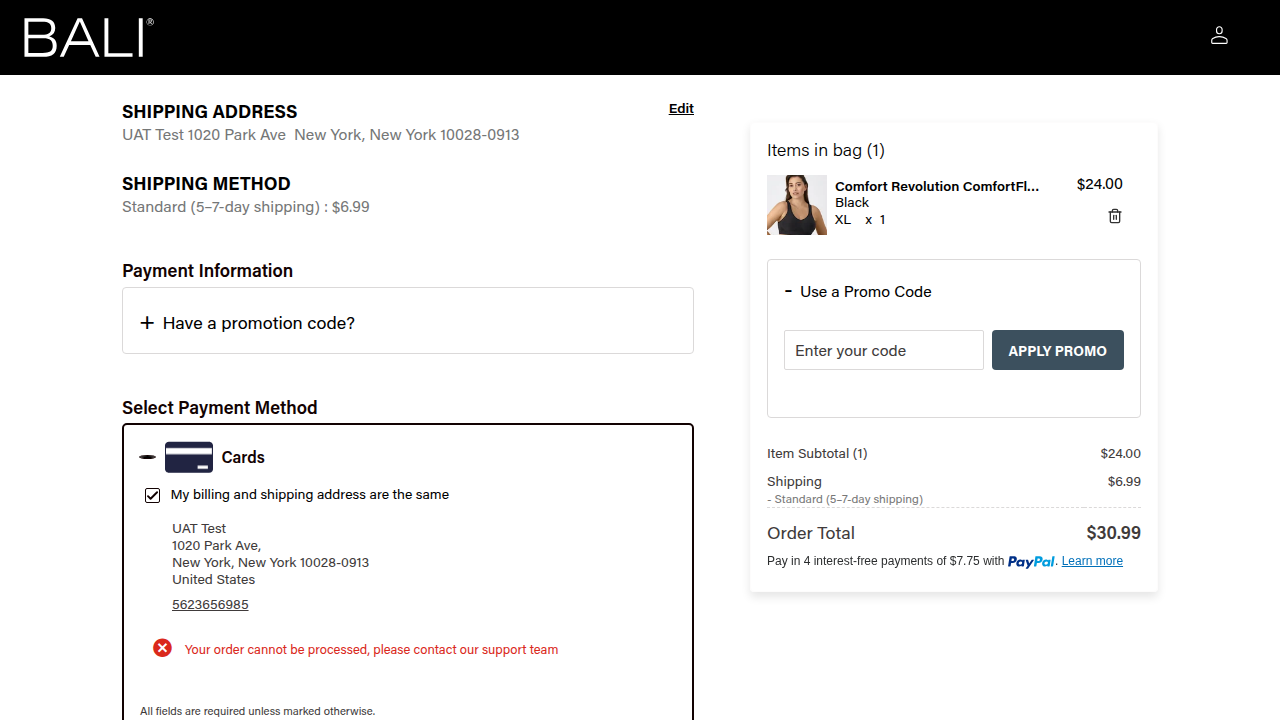 BALI®
SHIPPING ADDRESS
Edit
UAT Test 1020 Park Ave  New York, New York 10028-0913
SHIPPING METHOD
Standard (5–7-day shipping) : $6.99
Payment Information
+ Have a promotion code?
Select Payment Method
Cards
My billing and shipping address are the same
UAT Test
1020 Park Ave,
New York, New York 10028-0913
United States
5623656985
Your order cannot be processed, please contact our support team
All fields are required unless marked otherwise.
Items in bag (1)
Comfort Revolution ComfortFl...
$24.00
Black
XL x 1
- Use a Promo Code
Enter your code
APPLY PROMO
Item Subtotal (1) $24.00
Shipping $6.99
- Standard (5–7-day shipping)
Order Total $30.99
Pay in 4 interest-free payments of $7.75 with PayPal. Learn more